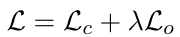 ℒ = ℒ_c + λℒ_o